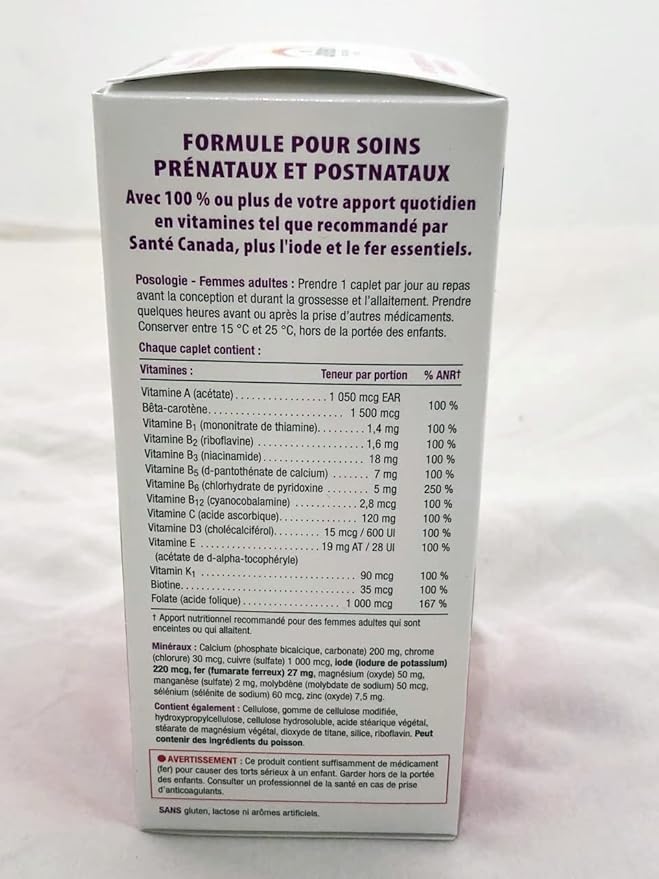 FORMULE POUR SOINS
PRÉNATAUX ET POSTNATAUX
Avec 100 % ou plus de votre apport quotidien
en vitamines tel que recommandé par
Santé Canada, plus l'iode et le fer essentiels.
Posologie - Femmes adultes : Prendre 1 caplet par jour au repas
avant la conception et durant la grossesse et l'allaitement. Prendre
quelques heures avant ou après la prise d'autres médicaments.
Conserver entre 15 °C et 25 °C, hors de la portée des enfants.
Chaque caplet contient :
Vitamines : Teneur par portion % ANR†
Vitamine A (acétate)................ 1 050 mcg EAR
Bêta-carotène....................... 1 500 mcg 100 %
Vitamine B1 (mononitrate de thiamine)........ 1,4 mg 100 %
Vitamine B2 (riboflavine) .................. 1,6 mg 100 %
Vitamine B3 (niacinamide)................. 18 mg 100 %
Vitamine B5 (d-pantothénate de calcium) ....... 7 mg 100 %
Vitamine B6 (chlorhydrate de pyridoxine ........ 5 mg 250 %
Vitamine B12 (cyanocobalamine) ............ 2,8 mcg 100 %
Vitamine C (acide ascorbique).............. 120 mg 100 %
Vitamine D3 (cholécalciférol)......... 15 mcg / 600 UI 100 %
Vitamine E .................... 19 mg AT / 28 UI 100 %
(acétate de d-alpha-tocophéryle)
Vitamin K1 .......................... 90 mcg 100 %
Biotine............................. 35 mcg 100 %
Folate (acide folique).................. 1 000 mcg 167 %
† Apport nutritionnel recommandé pour des femmes adultes qui sont
enceintes ou qui allaitent.
Minéraux : Calcium (phosphate bicalcique, carbonate) 200 mg, chrome
(chlorure) 30 mcg, cuivre (sulfate) 1 000 mcg, iode (iodure de potassium)
220 mcg, fer (fumarate ferreux) 27 mg, magnésium (oxyde) 50 mg,
manganèse (sulfate) 2 mg, molybdène (molybdate de sodium) 50 mcg,
sélénium (sélénite de sodium) 60 mcg, zinc (oxyde) 7,5 mg.
Contient également : Cellulose, gomme de cellulose modifiée,
hydroxypropylcellulose, cellulose hydrosoluble, acide stéarique végétal,
stéarate de magnésium végétal, dioxyde de titane, silice, riboflavin. Peut
contenir des ingrédients du poisson.
AVERTISSEMENT : Ce produit contient suffisamment de médicament
(fer) pour causer des torts sérieux à un enfant. Garder hors de la portée
des enfants. Consulter un professionnel de la santé en cas de prise
d'anticoagulants.
SANS gluten, lactose ni arômes artificiels.